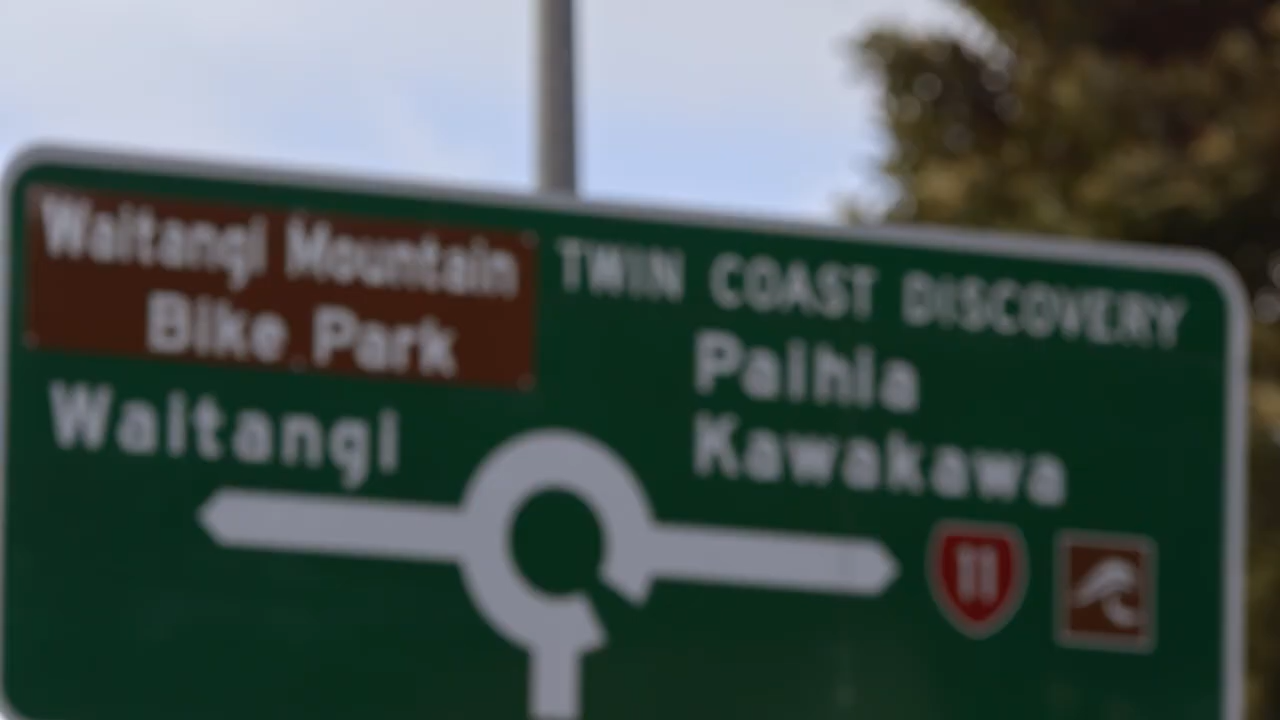 Waitangi Mountain
Bike Park
Waitangi
TWIN COAST DISCOVERY
Paihia
Kawakawa
11